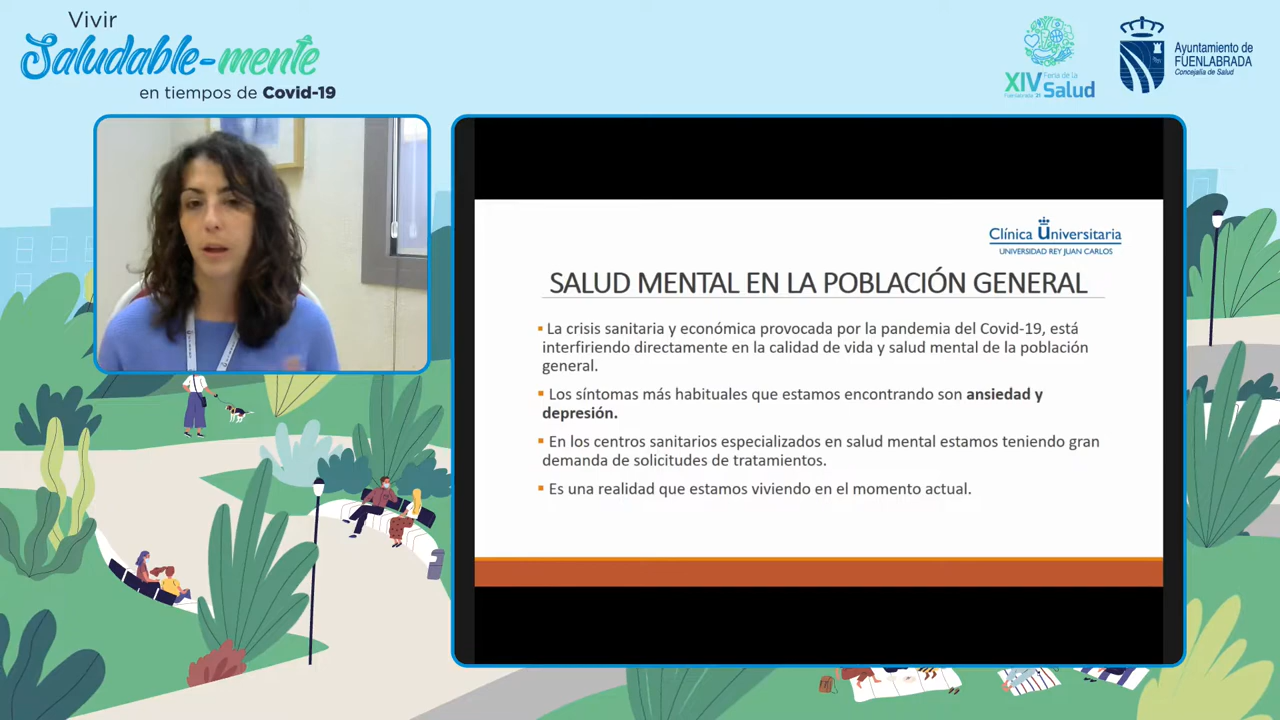 Vivir
Saludable-mente
en tiempos de Covid-19
XIV Feria de la
Salud
Fuenlabrada 21
Ayuntamiento de
FUENLABRADA
Concejalía de Salud
Clínica Universitaria
UNIVERSIDAD REY JUAN CARLOS
SALUD MENTAL EN LA POBLACIÓN GENERAL
▪ La crisis sanitaria y económica provocada por la pandemia del Covid-19, está
interfiriendo directamente en la calidad de vida y salud mental de la población
general.
▪ Los síntomas más habituales que estamos encontrando son ansiedad y
depresión.
▪ En los centros sanitarios especializados en salud mental estamos teniendo gran
demanda de solicitudes de tratamientos.
▪ Es una realidad que estamos viviendo en el momento actual.